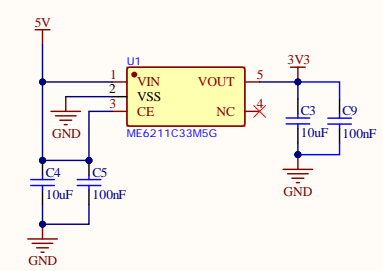 5V
3V3
U1
1
VIN
VOUT
5
2
VSS
3
CE
NC
4
GND
ME6211C33M5G
C3
10uF
C9
100nF
C4
10uF
C5
100nF
GND
GND